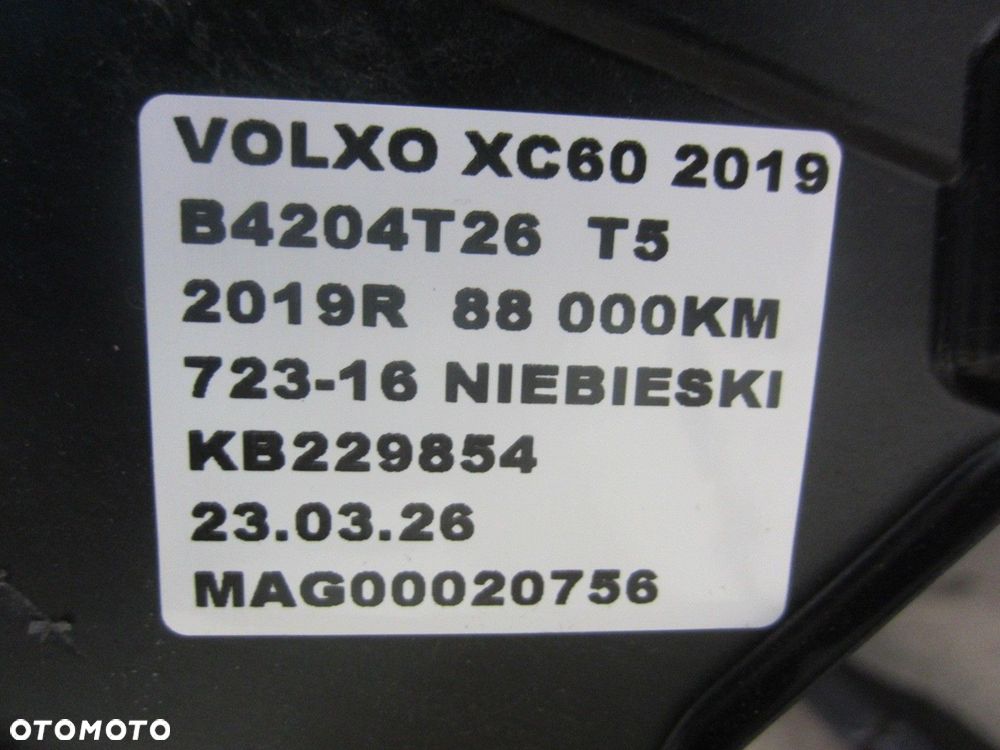 VOLXO XC60 2019
B4204T26 T5
2019R 88 000KM
723-16 NIEBIESKI
KB229854
23.03.26
MAG00020756
OTOMOTO